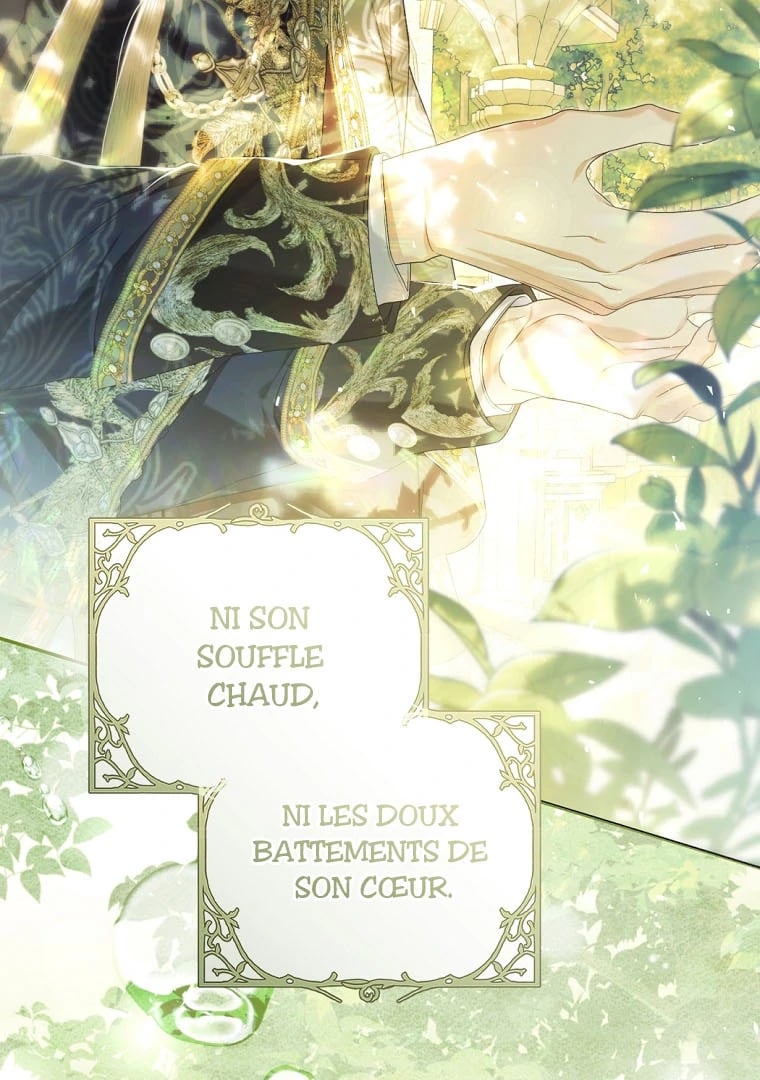 NI SON
SOUFFLE
CHAUD,
NI LES DOUX
BATTEMENTS DE
SON CŒUR.